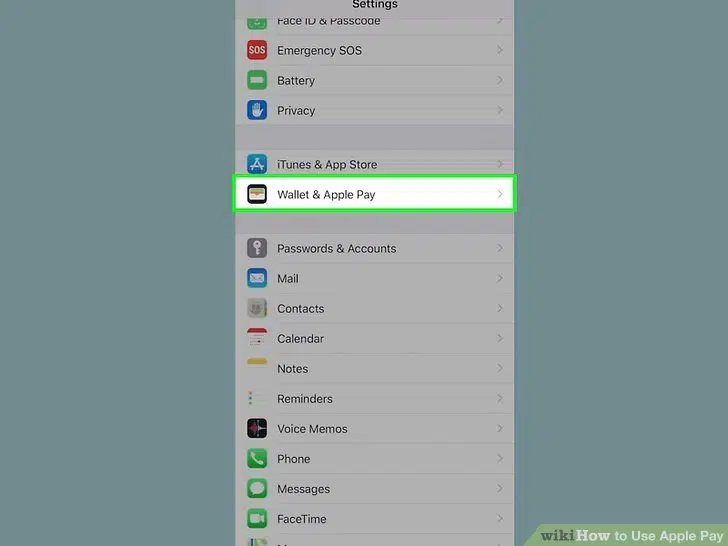 Settings
Face ID & Passcode
SOS
Emergency SOS
Battery
Privacy
iTunes & App Store
Wallet & Apple Pay
Passwords & Accounts
Mail
Contacts
Calendar
Notes
Reminders
Voice Memos
Phone
Messages
FaceTime
wikiHow to Use Apple Pay